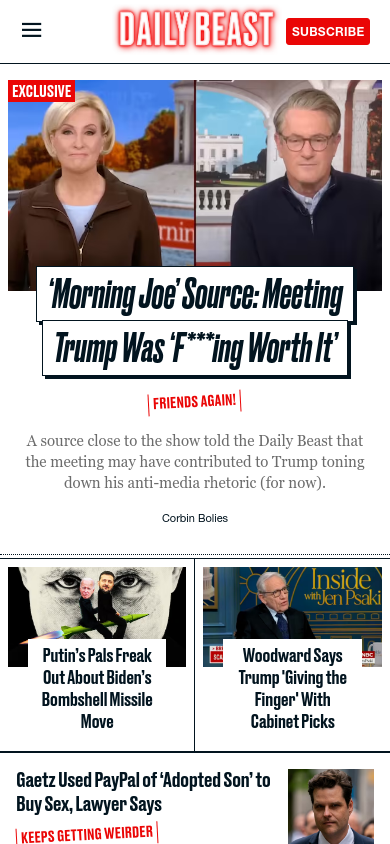 DAILY BEAST
SUBSCRIBE
EXCLUSIVE
‘Morning Joe’ Source: Meeting
Trump Was ‘F***ing Worth It’
FRIENDS AGAIN!
A source close to the show told the Daily Beast that
the meeting may have contributed to Trump toning
down his anti-media rhetoric (for now).
Corbin Bolies
Inside
with Jen Psaki
Putin’s Pals Freak
Out About Biden’s
Bombshell Missile
Move
Woodward Says
Trump 'Giving the
Finger' With
Cabinet Picks
Gaetz Used PayPal of ‘Adopted Son’ to
Buy Sex, Lawyer Says
KEEPS GETTING WEIRDER